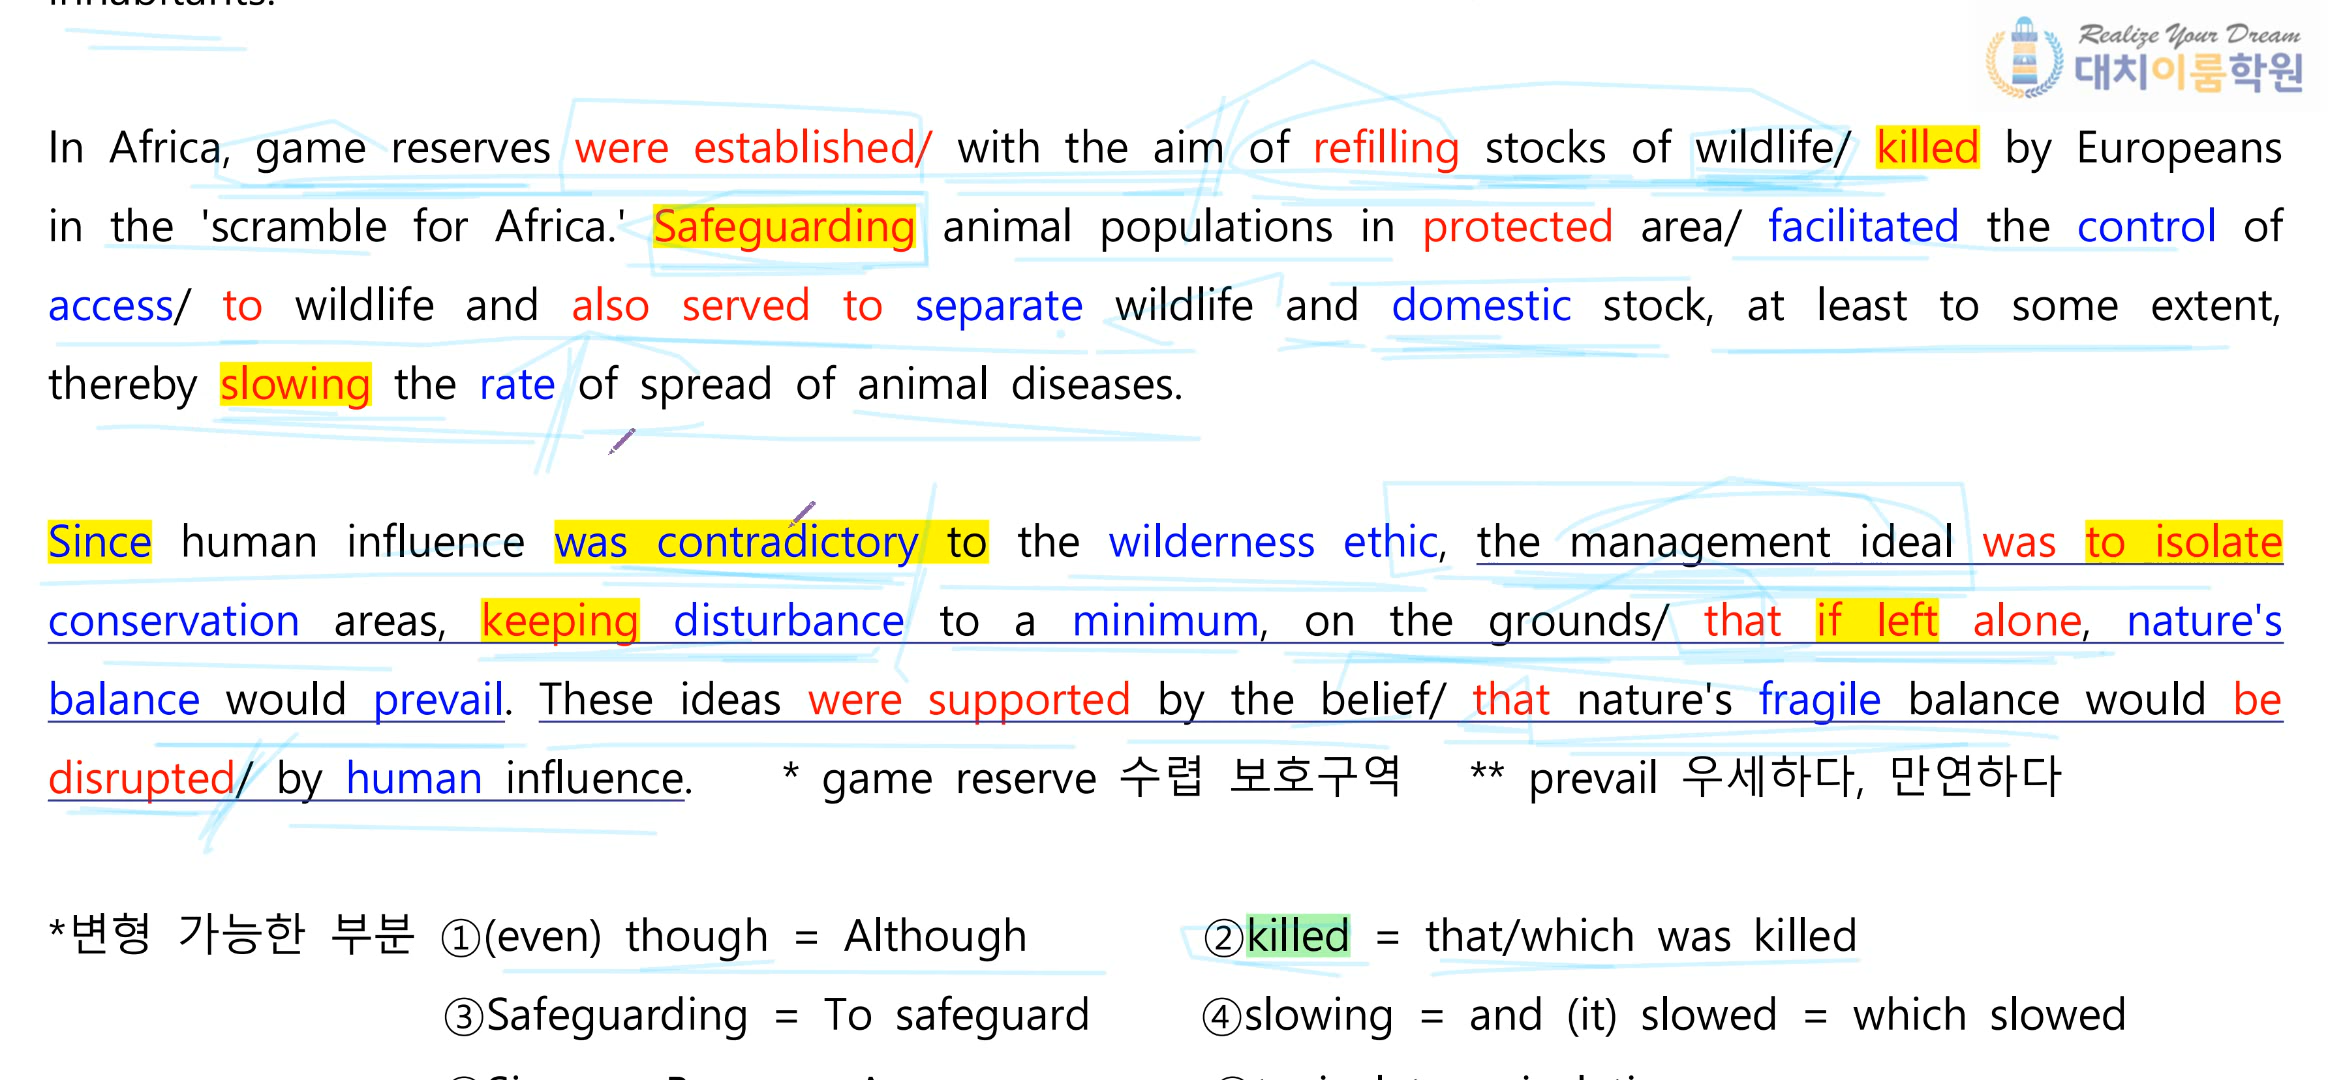 Realize Your Dream
대치이룸학원
In Africa, game reserves were established/ with the aim of refilling stocks of wildlife/ killed by Europeans
in the 'scramble for Africa.' Safeguarding animal populations in protected area/ facilitated the control of
access/ to wildlife and also served to separate wildlife and domestic stock, at least to some extent,
thereby slowing the rate of spread of animal diseases.
Since human influence was contradictory to the wilderness ethic, the management ideal was to isolate
conservation areas, keeping disturbance to a minimum, on the grounds/ that if left alone, nature's
balance would prevail. These ideas were supported by the belief/ that nature's fragile balance would be
disrupted/ by human influence. * game reserve 수렵 보호구역 ** prevail 우세하다, 만연하다
*변형 가능한 부분 ①(even) though = Although ②killed = that/which was killed
③Safeguarding = To safeguard ④slowing = and (it) slowed = which slowed